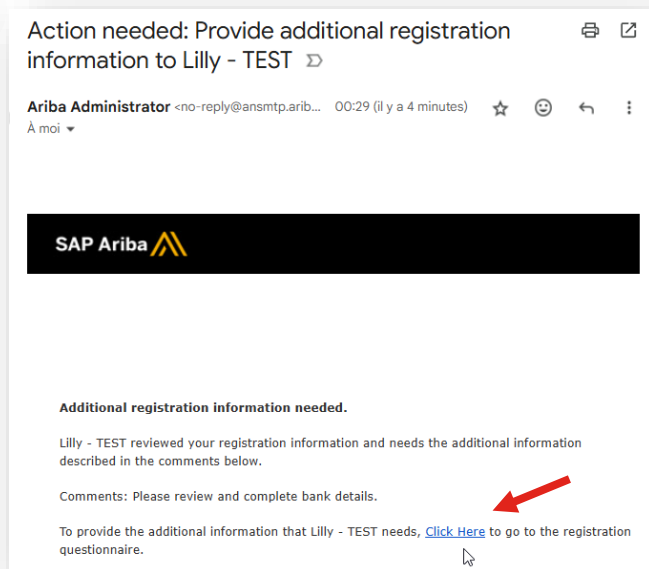 Action needed: Provide additional registration
information to Lilly - TEST
Ariba Administrator <no-reply@ansmtp.arib... 00:29 (il y a 4 minutes)
À moi
SAP Ariba
Additional registration information needed.
Lilly - TEST reviewed your registration information and needs the additional information
described in the comments below.
Comments: Please review and complete bank details.
To provide the additional information that Lilly - TEST needs, Click Here to go to the registration
questionnaire.